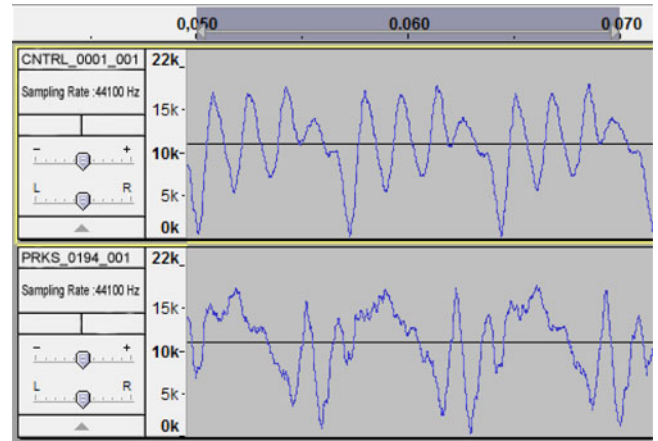 0,050 0.060 0.070
CNTRL_0001_001 22k
Sampling Rate :44100 Hz
15k
- +
10k
L R
5k
0k
PRKS_0194_001 22k
Sampling Rate :44100 Hz
15k
- +
10k
L R
5k
0k